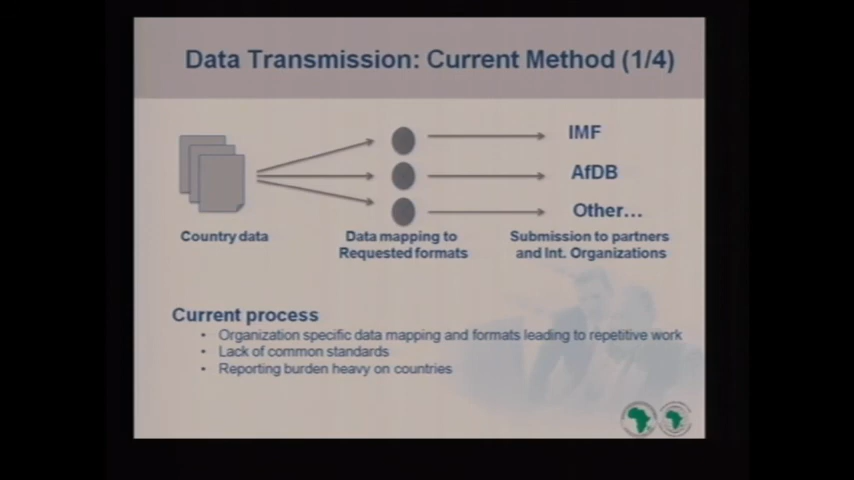 Data Transmission: Current Method (1/4)
IMF
AfDB
Other...
Country data
Data mapping to
Requested formats
Submission to partners
and Int. Organizations
Current process
• Organization specific data mapping and formats leading to repetitive work
• Lack of common standards
• Reporting burden heavy on countries